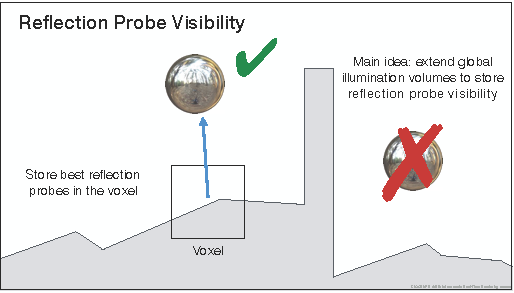 Reflection Probe Visibility
Main idea: extend global
illumination volumes to store
reflection probe visibility
Store best reflection
probes in the voxel
Voxel